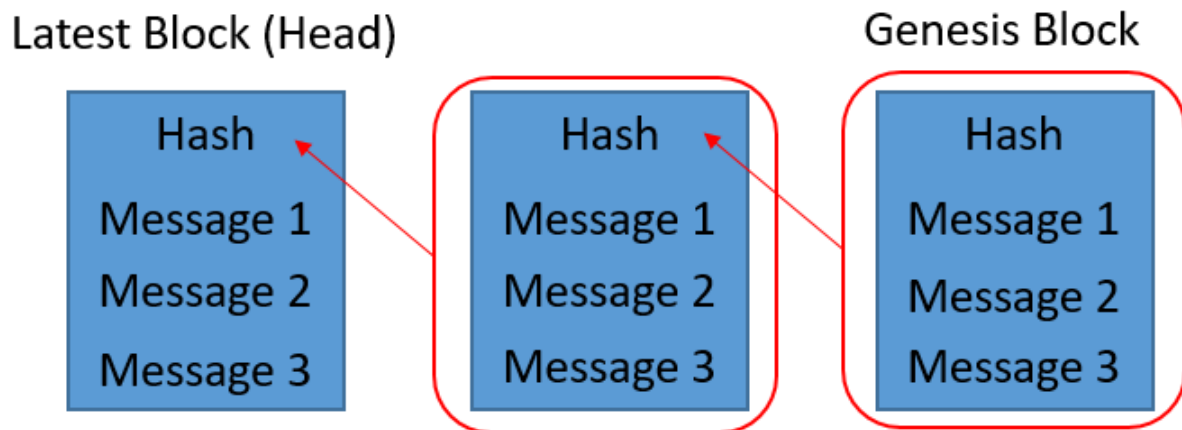 Latest Block (Head)
Genesis Block
Hash
Message 1
Message 2
Message 3
Hash
Message 1
Message 2
Message 3
Hash
Message 1
Message 2
Message 3